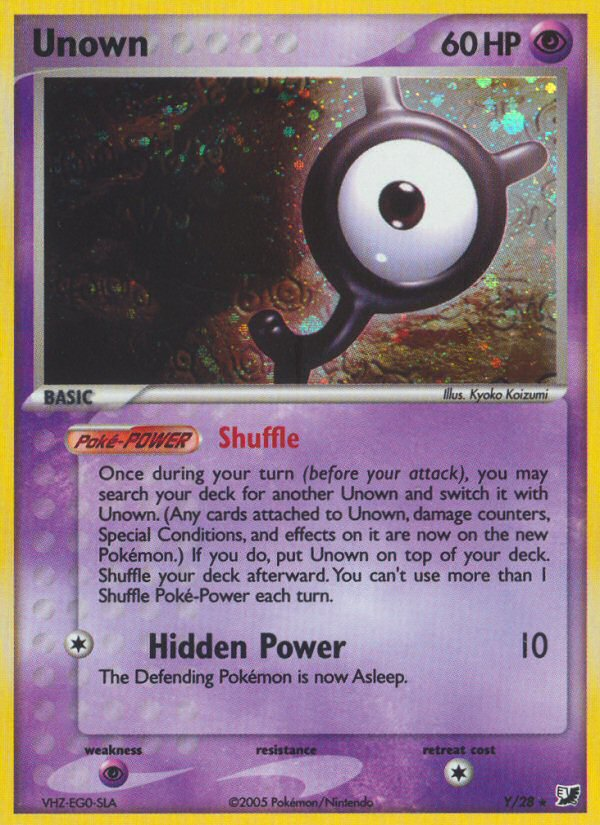 Unown
60 HP
BASIC
Illus. Kyoko Koizumi
Poké-POWER Shuffle
Once during your turn (before your attack), you may
search your deck for another Unown and switch it with
Unown. (Any cards attached to Unown, damage counters,
Special Conditions, and effects on it are now on the new
Pokémon.) If you do, put Unown on top of your deck.
Shuffle your deck afterward. You can't use more than 1
Shuffle Poké-Power each turn.
Hidden Power 10
The Defending Pokémon is now Asleep.
weakness resistance retreat cost
VHZ-EG0-SLA ©2005 Pokémon/Nintendo Y/28 ★